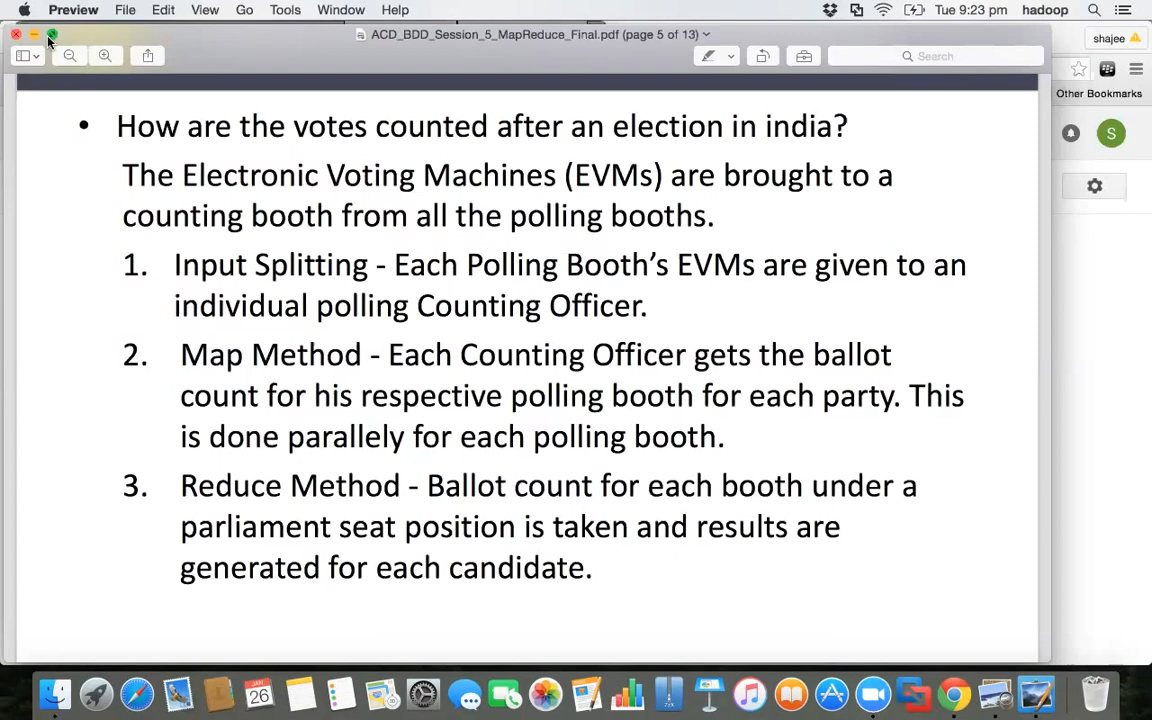 Preview File Edit View Go Tools Window Help Tue 9:23 pm hadoop
ACD_BDD_Session_5_MapReduce_Final.pdf (page 5 of 13)
shajee
Search
Other Bookmarks
S
• How are the votes counted after an election in india?
The Electronic Voting Machines (EVMs) are brought to a
counting booth from all the polling booths.
1. Input Splitting - Each Polling Booth's EVMs are given to an
individual polling Counting Officer.
2. Map Method - Each Counting Officer gets the ballot
count for his respective polling booth for each party. This
is done parallely for each polling booth.
3. Reduce Method - Ballot count for each booth under a
parliament seat position is taken and results are
generated for each candidate.
JAN
26